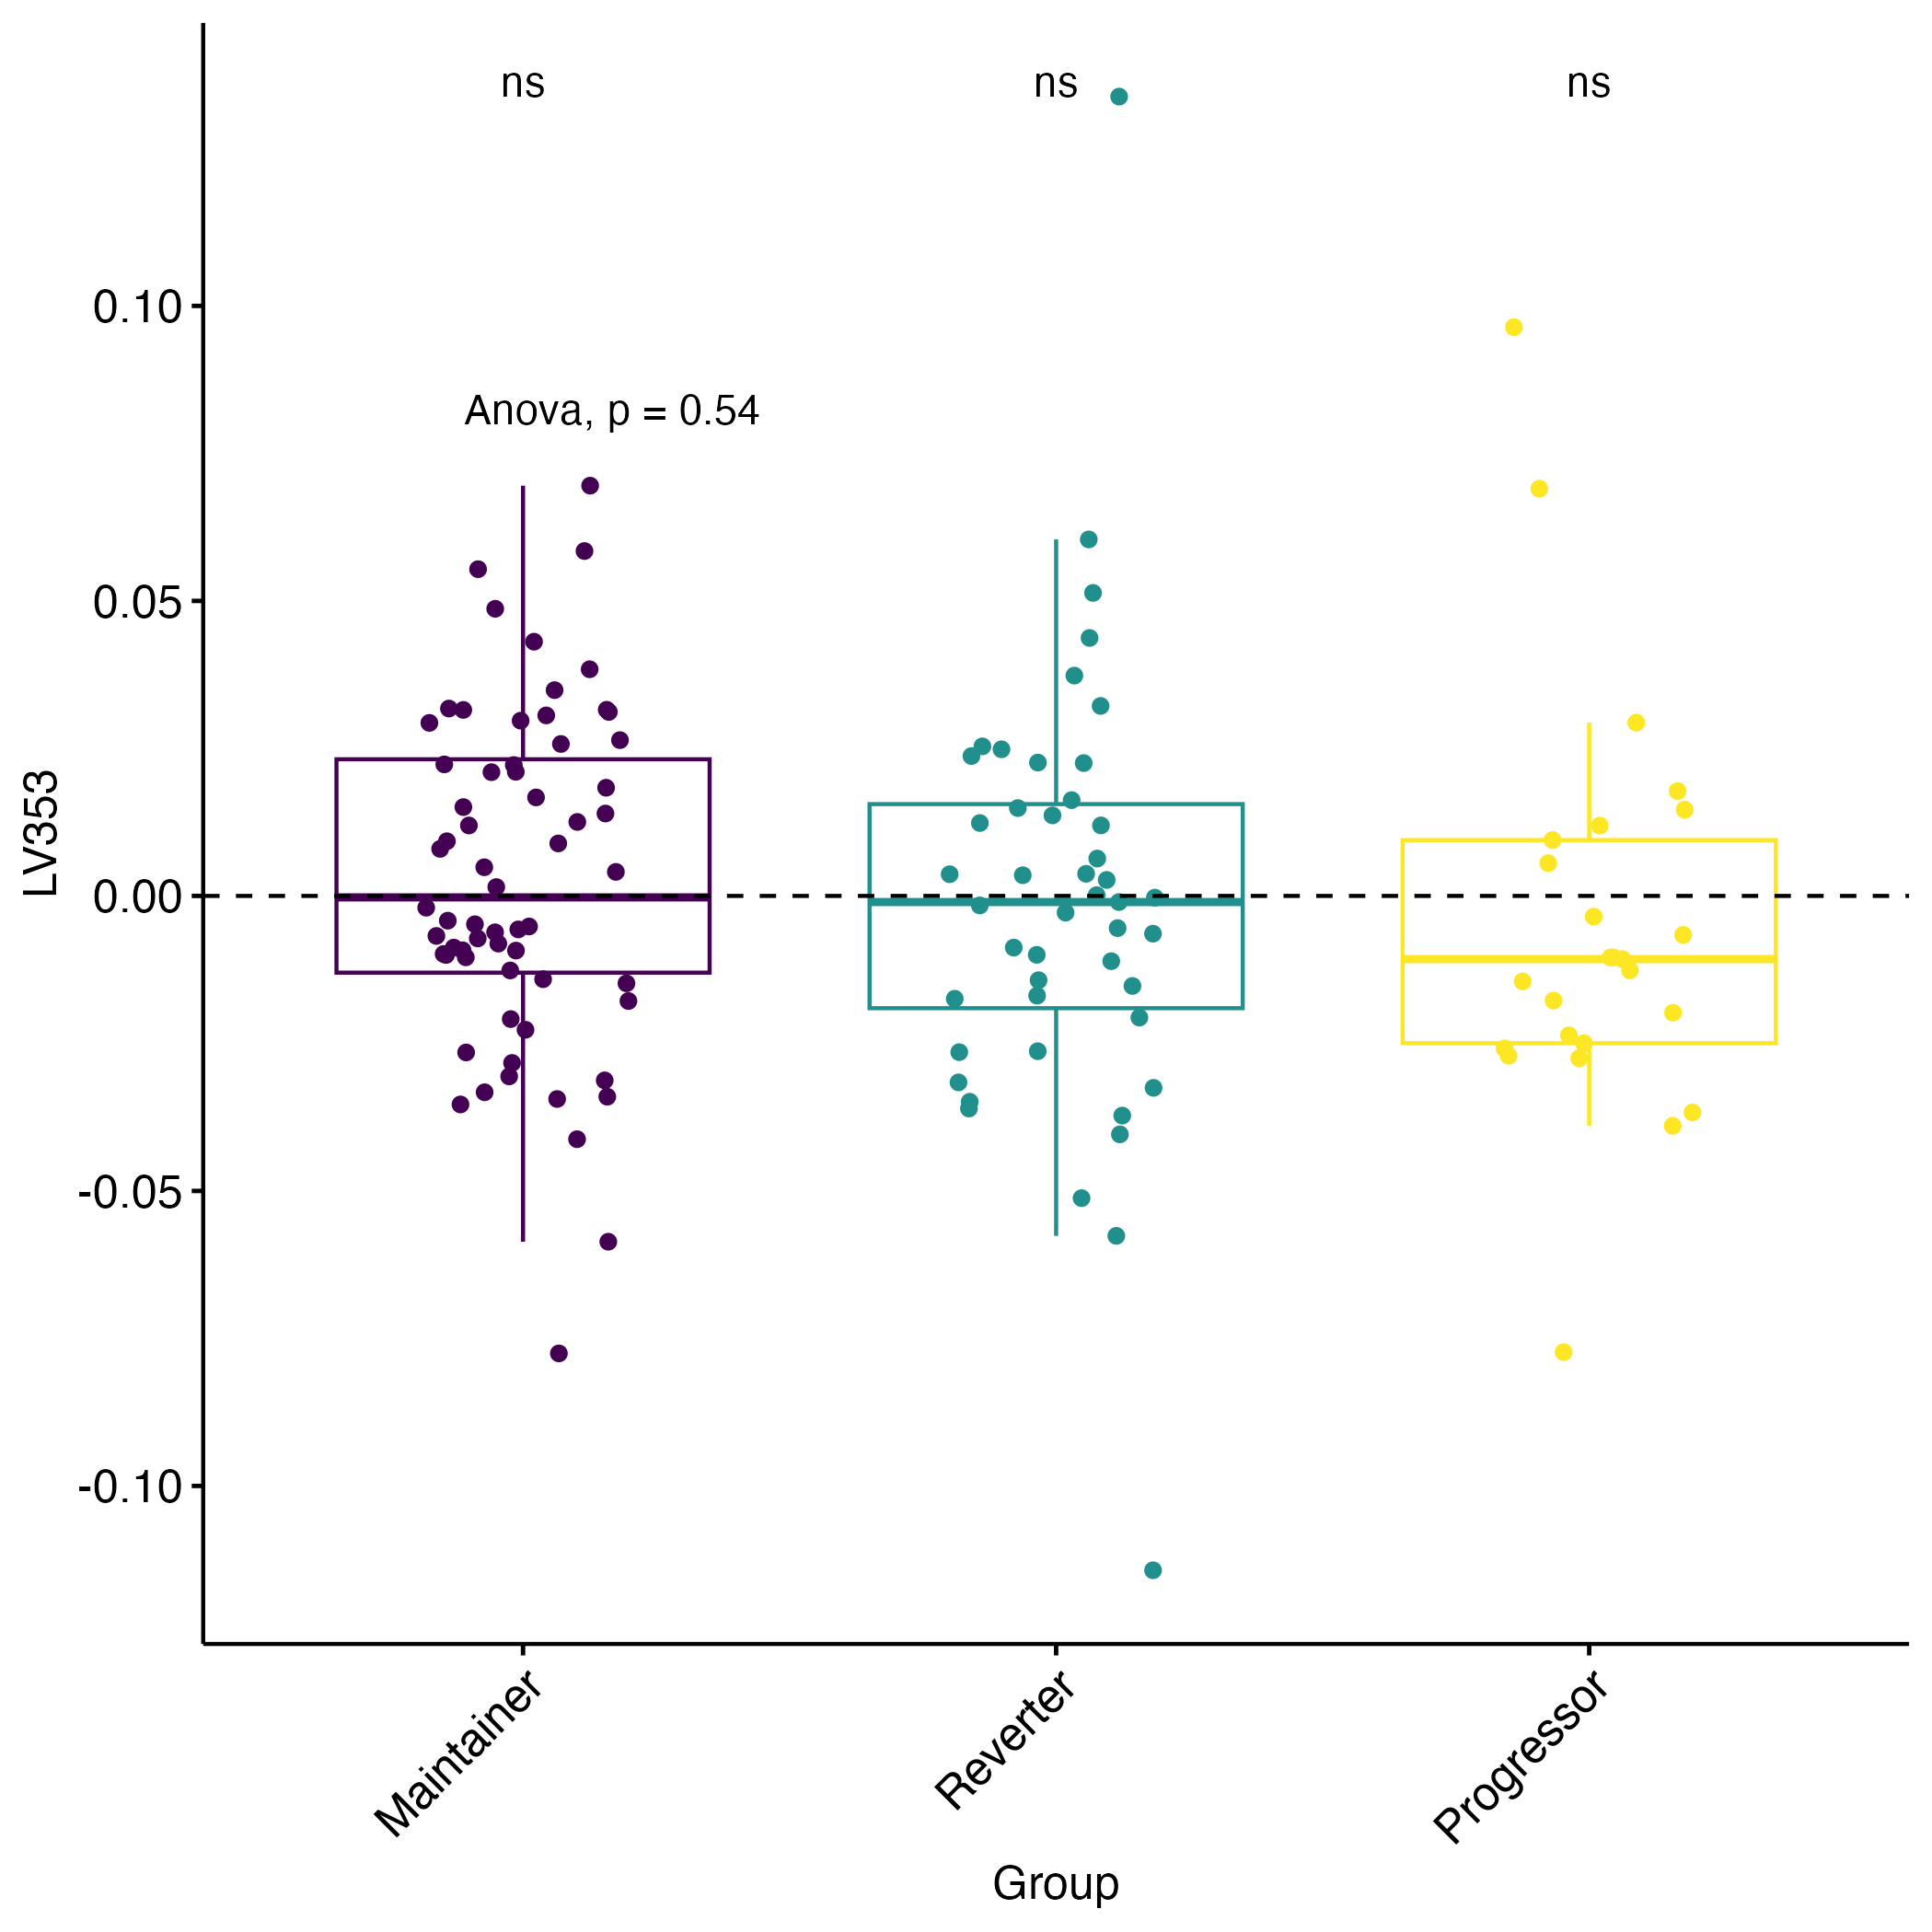 ns ns ns
Anova, p = 0.54
LV353
0.10
0.05
0.00
-0.05
-0.10
Maintainer Reverter Progressor
Group